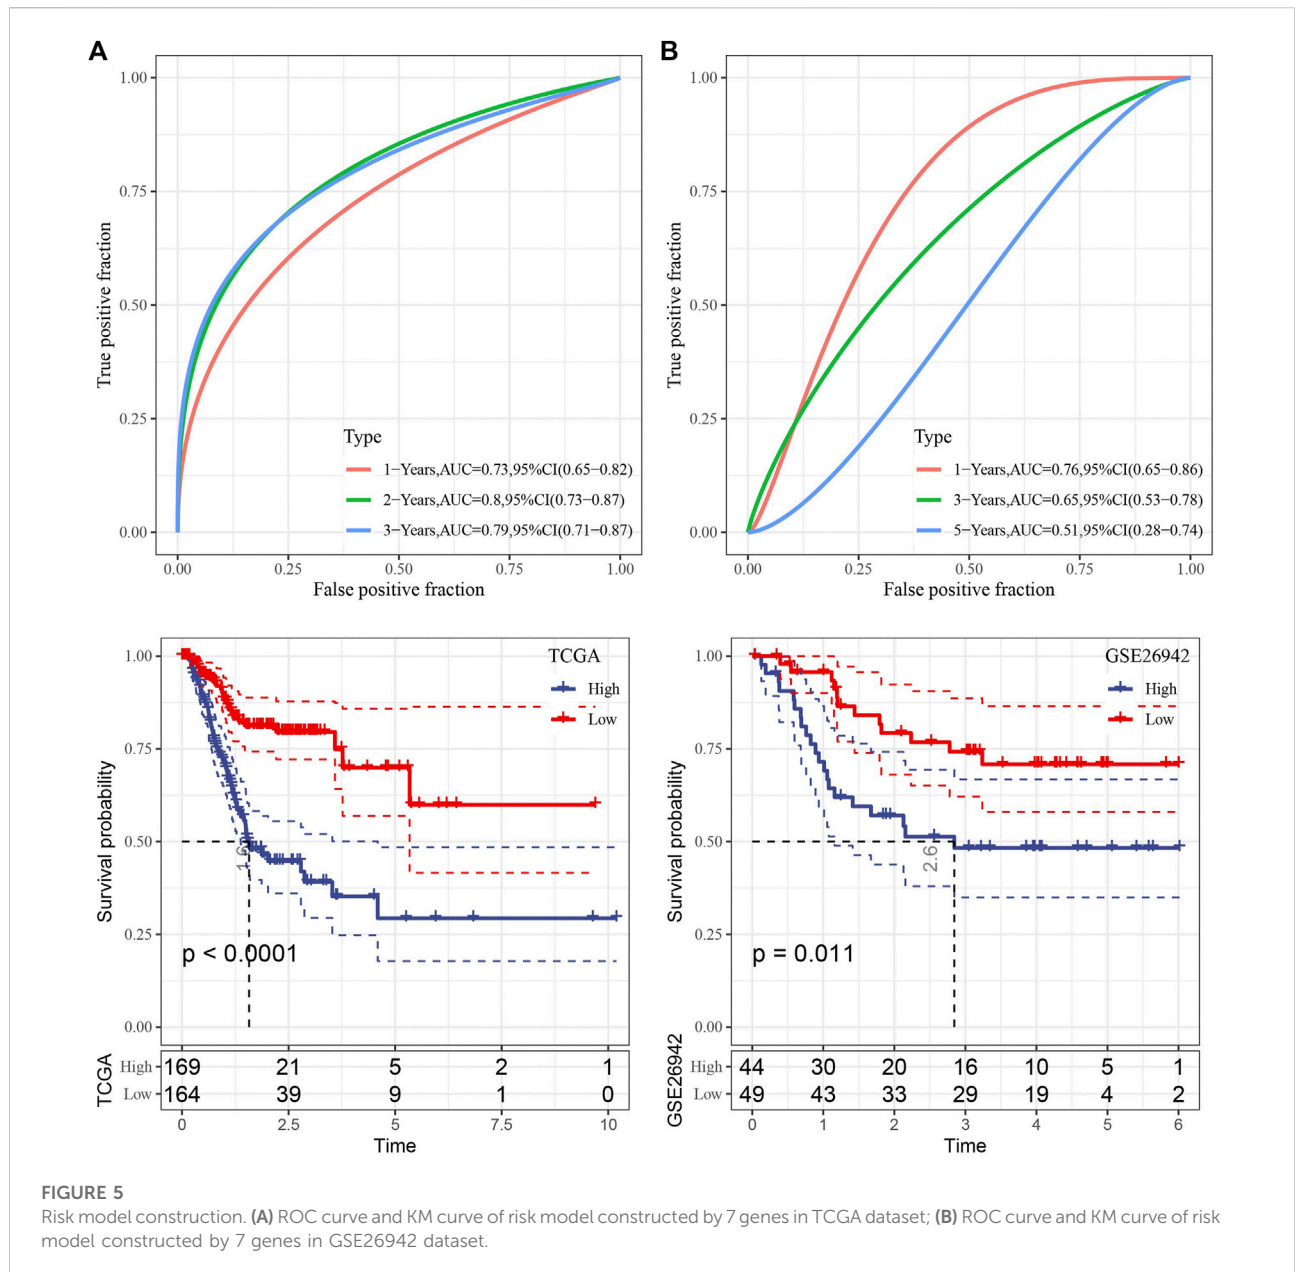 A
1.00
0.75
0.50
0.25
0.00
True positive fraction
Type
1−Years,AUC=0.73,95%CI(0.65−0.82)
2−Years,AUC=0.8,95%CI(0.73−0.87)
3−Years,AUC=0.79,95%CI(0.71−0.87)
0.00 0.25 0.50 0.75 1.00
False positive fraction
B
1.00
0.75
0.50
0.25
0.00
True positive fraction
Type
1−Years,AUC=0.76,95%CI(0.65−0.86)
3−Years,AUC=0.65,95%CI(0.53−0.78)
5−Years,AUC=0.51,95%CI(0.28−0.74)
0.00 0.25 0.50 0.75 1.00
False positive fraction
1.00
0.75
0.50
0.25
0.00
Survival probability
TCGA
High
Low
1.6
p < 0.0001
TCGA
High 169 21 5 2 1
Low 164 39 9 1 0
0 2.5 5 7.5 10
Time
1.00
0.75
0.50
0.25
0.00
Survival probability
GSE26942
High
Low
2.6
p = 0.011
GSE26942
High 44 30 20 16 10 5 1
Low 49 43 33 29 19 4 2
0 1 2 3 4 5 6
Time
FIGURE 5
Risk model construction. (A) ROC curve and KM curve of risk model constructed by 7 genes in TCGA dataset; (B) ROC curve and KM curve of risk
model constructed by 7 genes in GSE26942 dataset.